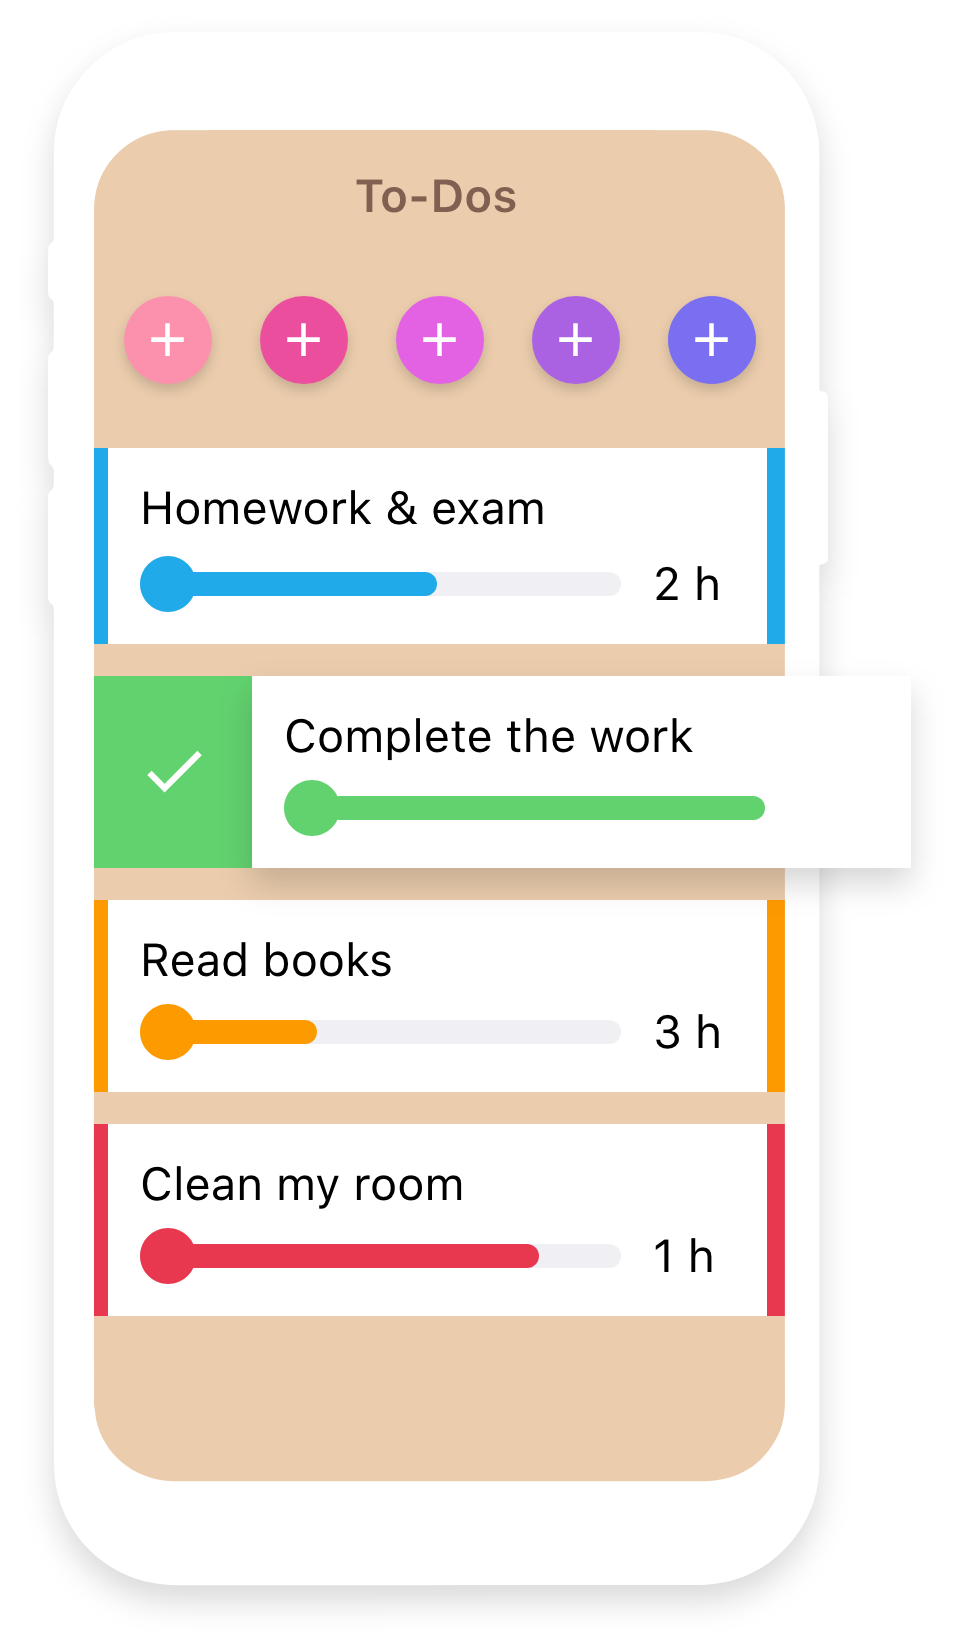 To-Dos
Homework & exam
2 h
Complete the work
Read books
3 h
Clean my room
1 h